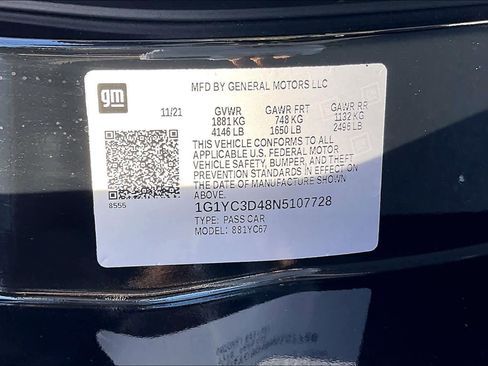 gm
MFD BY GENERAL MOTORS LLC
11/21 GVWR GAWR FRT GAWR RR
1881 KG 748 KG 1132 KG
4146 LB 1650 LB 2496 LB
THIS VEHICLE CONFORMS TO ALL
APPLICABLE U.S. FEDERAL MOTOR
VEHICLE SAFETY, BUMPER, AND THEFT
PREVENTION STANDARDS IN EFFECT ON
THE DATE OF MANUFACTURE SHOWN ABOVE.
8555
1G1YC3D48N5107728
TYPE: PASS CAR
MODEL: 881YC67